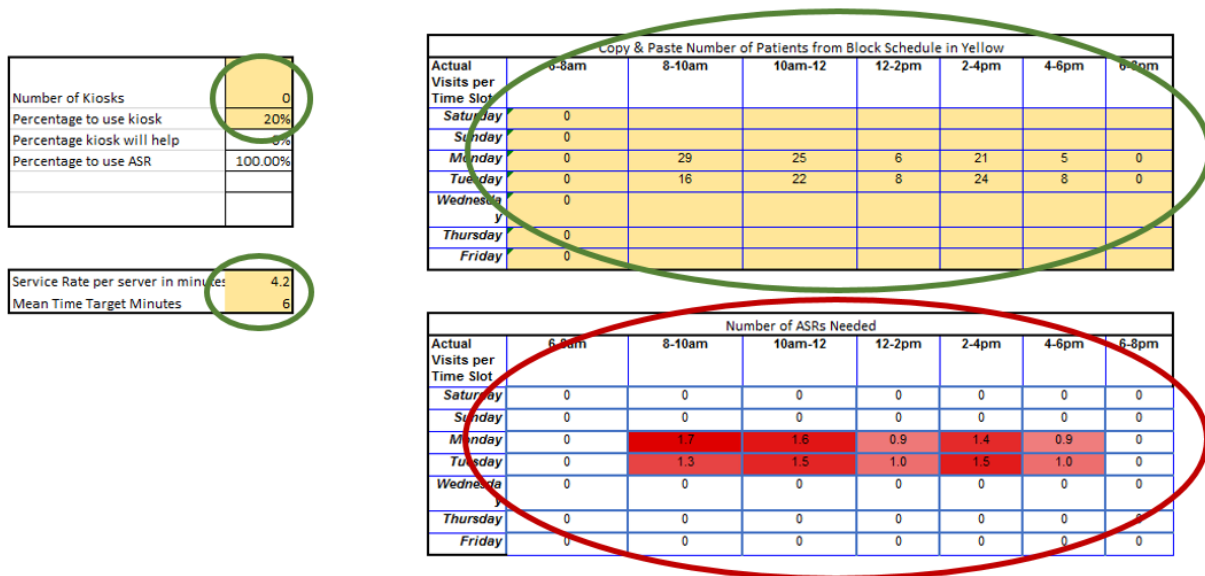 Number of Kiosks 0
Percentage to use kiosk 20%
Percentage kiosk will help 0%
Percentage to use ASR 100.00%
Service Rate per server in minutes 4.2
Mean Time Target Minutes 6
Copy & Paste Number of Patients from Block Schedule in Yellow
Actual Visits per Time Slot 6-8am 8-10am 10am-12 12-2pm 2-4pm 4-6pm 6-8pm
Saturday 0
Sunday 0
Monday 0 29 25 6 21 5 0
Tuesday 0 16 22 8 24 8 0
Wednesday 0
Thursday 0
Friday 0
Number of ASRs Needed
Actual Visits per Time Slot 6-8am 8-10am 10am-12 12-2pm 2-4pm 4-6pm 6-8pm
Saturday 0 0 0 0 0 0 0
Sunday 0 0 0 0 0 0 0
Monday 0 1.7 1.6 0.9 1.4 0.9 0
Tuesday 0 1.3 1.5 1.0 1.5 1.0 0
Wednesday 0 0 0 0 0 0 0
Thursday 0 0 0 0 0 0 0
Friday 0 0 0 0 0 0 0